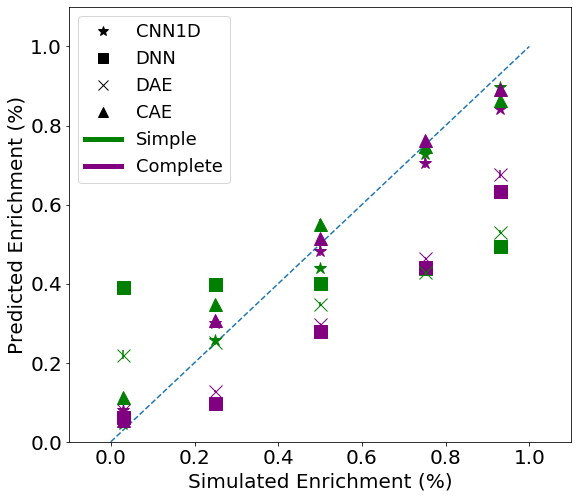 CNN1D
DNN
DAE
CAE
Simple
Complete
Predicted Enrichment (%)
1.0
0.8
0.6
0.4
0.2
0.0
0.0 0.2 0.4 0.6 0.8 1.0
Simulated Enrichment (%)